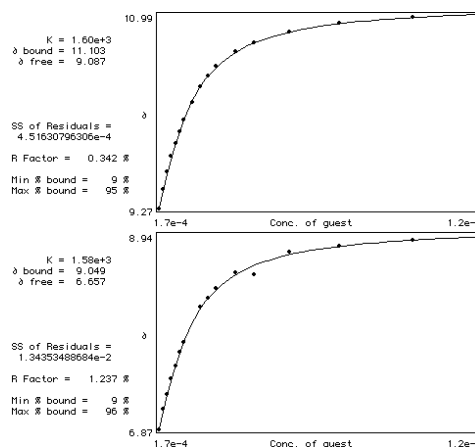 10.99
K = 1.60e+3
∂ bound = 11.103
∂ free = 9.087
∂
SS of Residuals =
4.51630796306e-4
R Factor = 0.342 %
Min % bound = 9 %
Max % bound = 95 %
9.27
1.7e-4 Conc. of guest 1.2e-
8.94
K = 1.58e+3
∂ bound = 9.049
∂ free = 6.657
∂
SS of Residuals =
1.34353488684e-2
R Factor = 1.237 %
Min % bound = 9 %
Max % bound = 96 %
6.87
1.7e-4 Conc. of guest 1.2e-